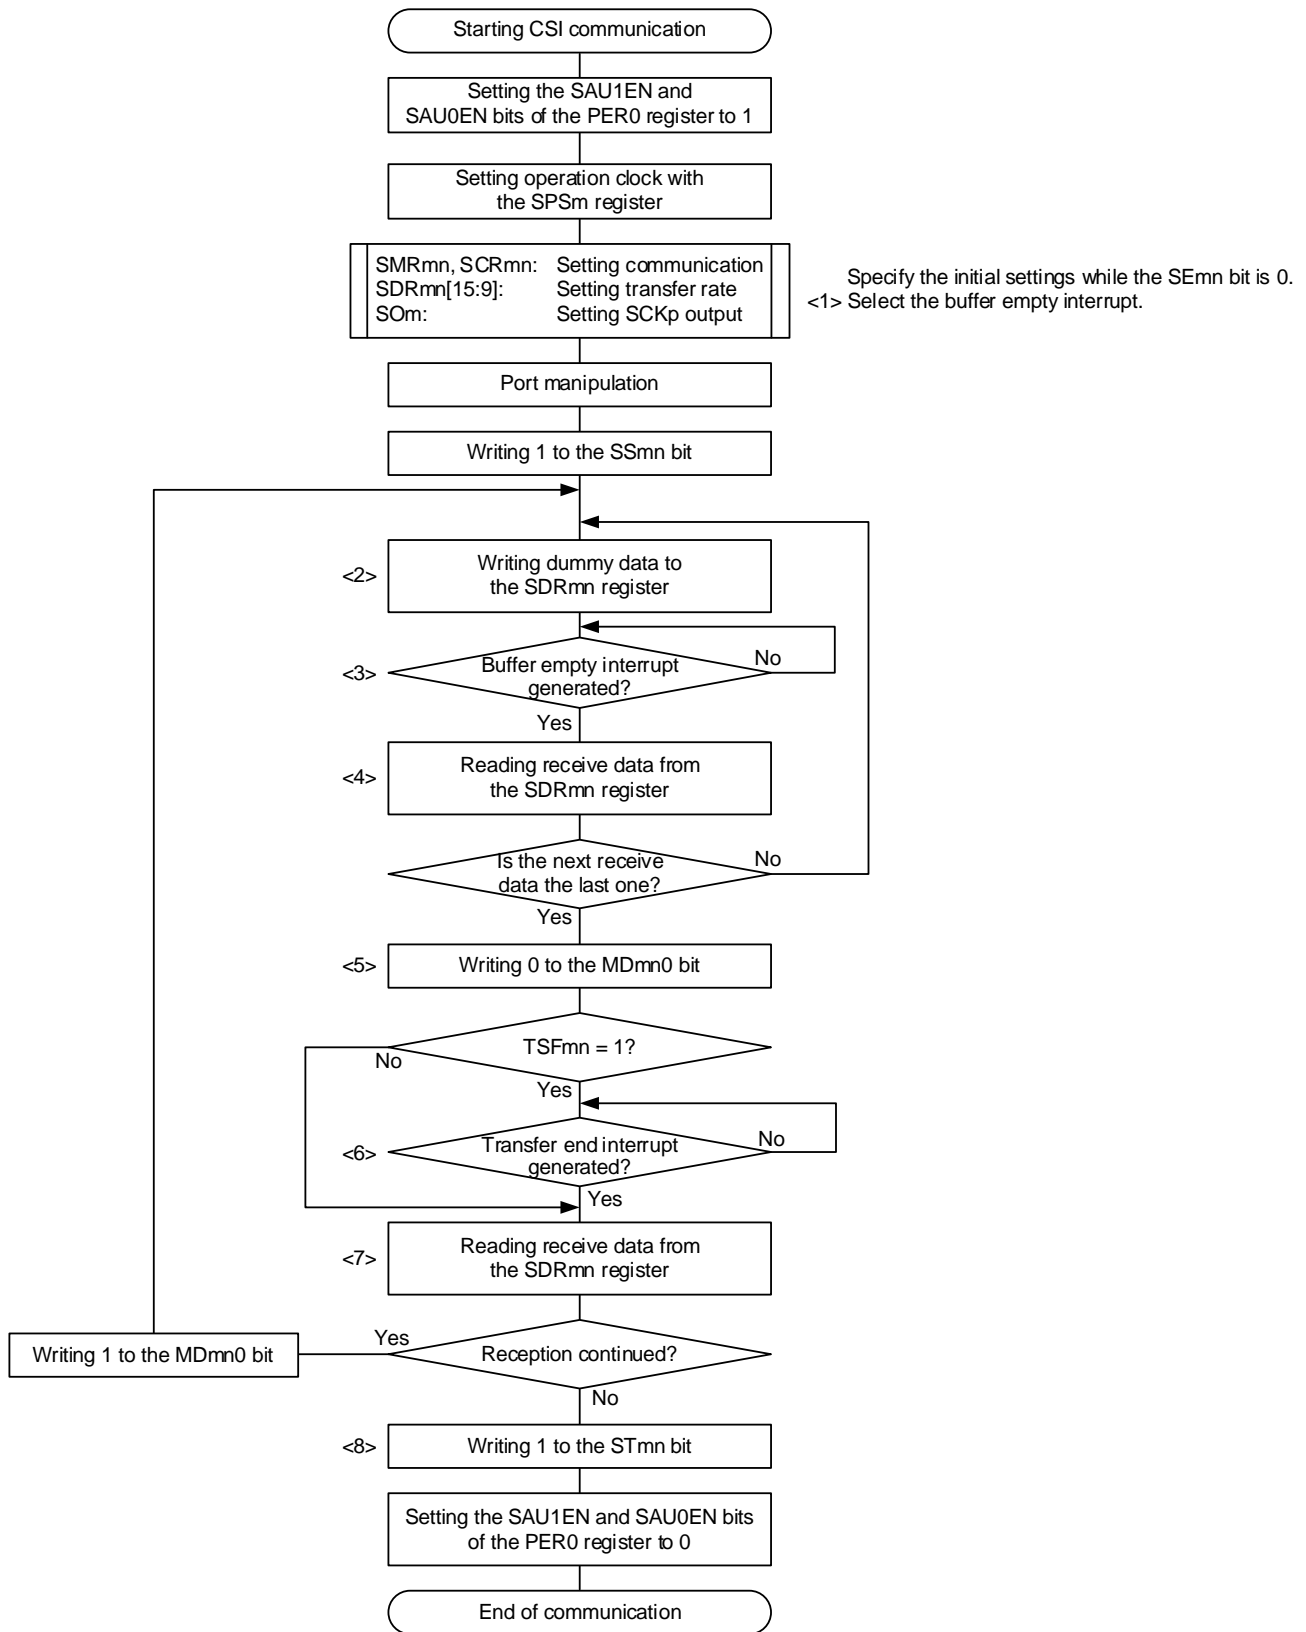 Starting CSI communication
Setting the SAU1EN and
SAU0EN bits of the PER0 register to 1
Setting operation clock with
the SPSm register
SMRmn, SCRmn: Setting communication
SDRmn[15:9]: Setting transfer rate
SOm: Setting SCKp output
Specify the initial settings while the SEmn bit is 0.
<1> Select the buffer empty interrupt.
Port manipulation
Writing 1 to the SSmn bit
<2>
Writing dummy data to
the SDRmn register
<3>
Buffer empty interrupt
generated?
No
Yes
<4>
Reading receive data from
the SDRmn register
Is the next receive
data the last one?
No
Yes
<5>
Writing 0 to the MDmn0 bit
TSFmn = 1?
No
Yes
<6>
Transfer end interrupt
generated?
No
Yes
<7>
Reading receive data from
the SDRmn register
Writing 1 to the MDmn0 bit
Yes
Reception continued?
No
<8>
Writing 1 to the STmn bit
Setting the SAU1EN and SAU0EN bits
of the PER0 register to 0
End of communication